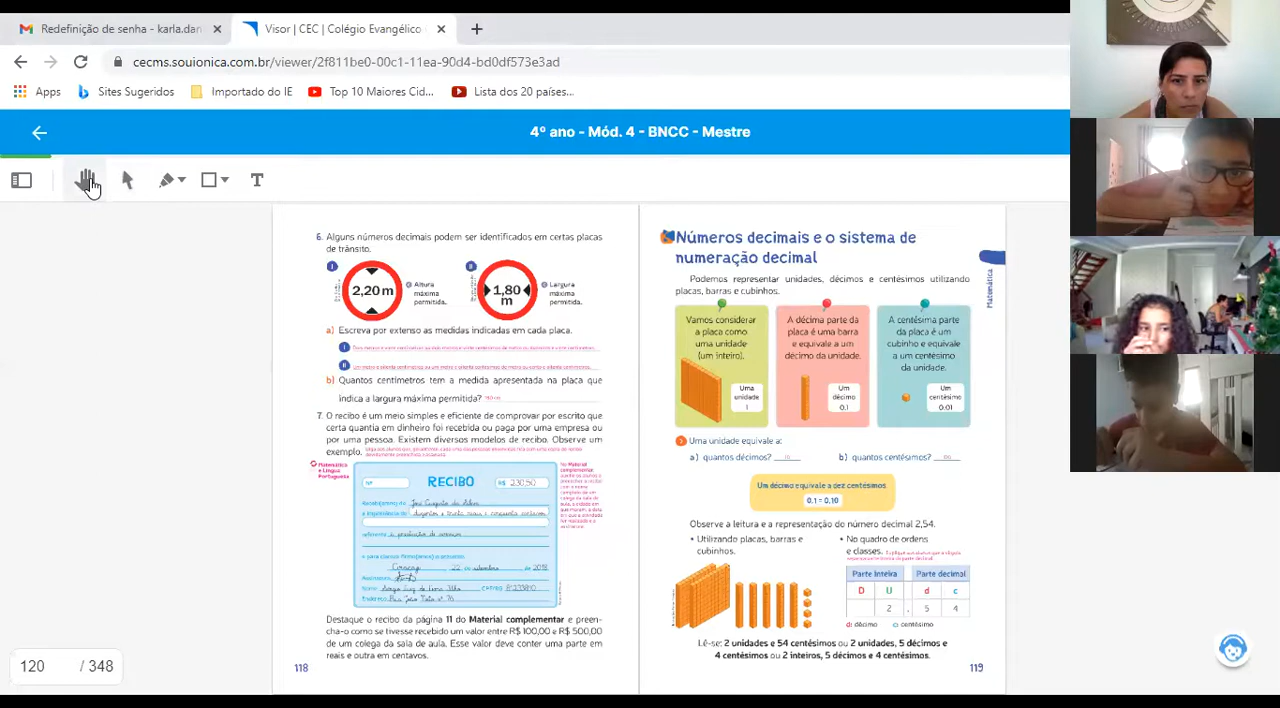 Redefinição de senha - karla.dan
Visor | CEC | Colégio Evangélico
cecms.souionica.com.br/viewer/2f811be0-00c1-11ea-90d4-bd0df573e3ad
Apps
Sites Sugeridos
Importado do IE
Top 10 Maiores Cid...
Lista dos 20 países...
4º ano - Mód. 4 - BNCC - Mestre
T
6. Alguns números decimais podem ser identificados em certas placas
de trânsito.
I
2,20 m
Altura
máxima
permitida.
II
1,80
m
Largura
máxima
permitida.
a) Escreva por extenso as medidas indicadas em cada placa.
I
II
b) Quantos centímetros tem a medida apresentada na placa que
indica a largura máxima permitida?
7. O recibo é um meio simples e eficiente de comprovar por escrito que
certa quantia em dinheiro foi recebida ou paga por uma empresa ou
por uma pessoa. Existem diversos modelos de recibo. Observe um
exemplo.
Matemática
e Língua
Portuguesa
Nº
RECIBO
R$ 230,50
Destaque o recibo da página 11 do Material complementar e preen-
cha-o como se tivesse recebido um valor entre R$ 100,00 e R$ 500,00
de um colega da sala de aula. Esse valor deve conter uma parte em
reais e outra em centavos.
118
Números decimais e o sistema de
numeração decimal
Matemática
Podemos representar unidades, décimos e centésimos utilizando
placas, barras e cubinhos.
Vamos considerar
a placa como
uma unidade
(um inteiro).
Uma
unidade
1
A décima parte
da placa é uma barra
e equivale a um
décimo da unidade.
Um
décimo
0.1
A centésima parte
da placa é um
cubinho e equivale
a um centésimo
da unidade.
Um
centésimo
0.01
Uma unidade equivale a:
a) quantos décimos? 10
b) quantos centésimos? 100
Um décimo equivale a dez centésimos.
0.1 = 0.10
Observe a leitura e a representação do número decimal 2,54.
• Utilizando placas, barras e
cubinhos.
• No quadro de ordens
e classes.
Parte inteira Parte decimal
D U d c
2 , 5 4
d: décimo c: centésimo
Lê-se: 2 unidades e 54 centésimos ou 2 unidades, 5 décimos e
4 centésimos ou 2 inteiros, 5 décimos e 4 centésimos.
119
120 / 348